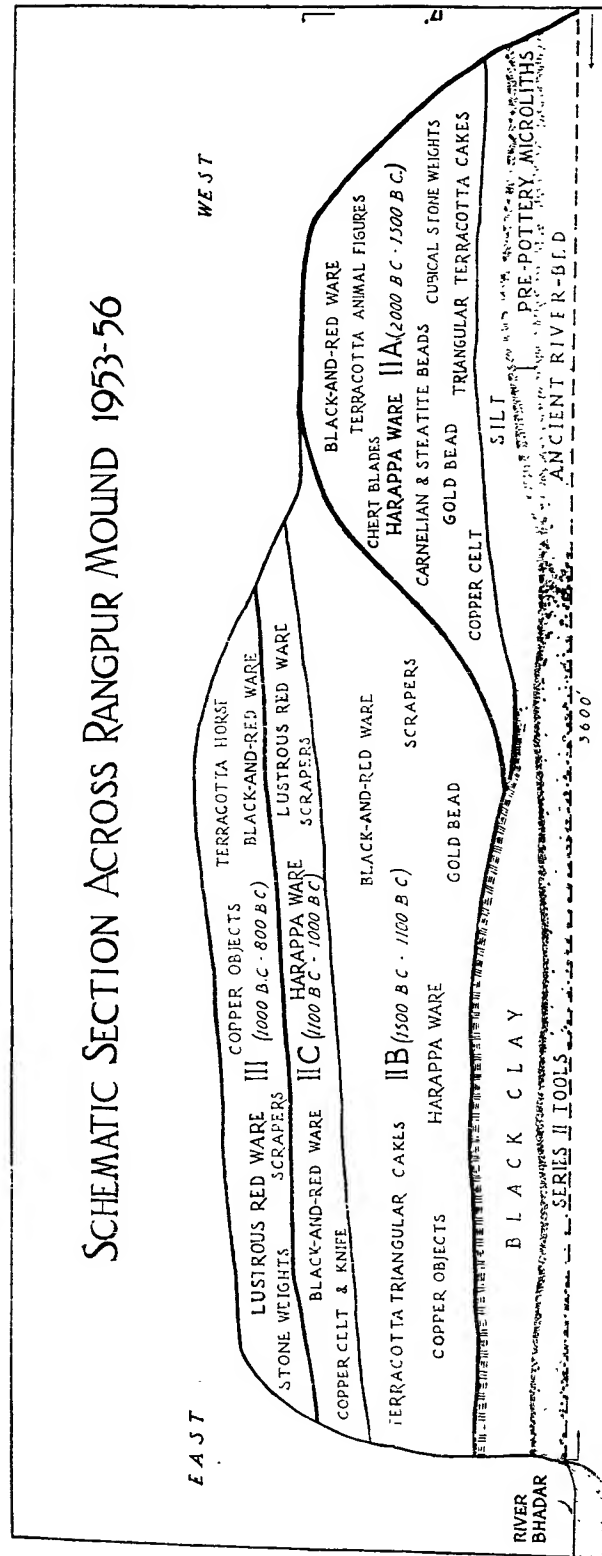 SCHEMATIC SECTION ACROSS RANGPUR MOUND 1953-56
EAST
WEST
COPPER OBJECTS
TERRACOTTA HORSE
LUSTROUS RED WARE III (1000 B.C - 800 B.C)
BLACK-AND-RED WARE
STONE WEIGHTS
SCRAPERS
LUSTROUS RED WARE
SCRAPERS
HARAPPA WARE
BLACK-AND-RED WARE IIC (1100 B C - 1000 B C)
COPPER CELT & KNIFE
BLACK-AND-RED WARE
TERRACOTTA TRIANGULAR CAKES IIB (1500 B C - 1100 B C)
SCRAPERS
COPPER OBJECTS
HARAPPA WARE
GOLD BEAD
BLACK-AND-RED WARE
TERRACOTTA ANIMAL FIGURES
CHERT BLADES
HARAPPA WARE IIA (2000 B C - 1500 B C.)
CARNELIAN & STEATITE BEADS
CUBICAL STONE WEIGHTS
GOLD BEAD
TRIANGULAR TERRACOTTA CAKES
COPPER CELT
BLACK CLAY
SILT
I PRE-POTTERY MICROLITHS
SERIES II TOOLS
ANCIENT RIVER-BED
RIVER
BHADAR
3600'